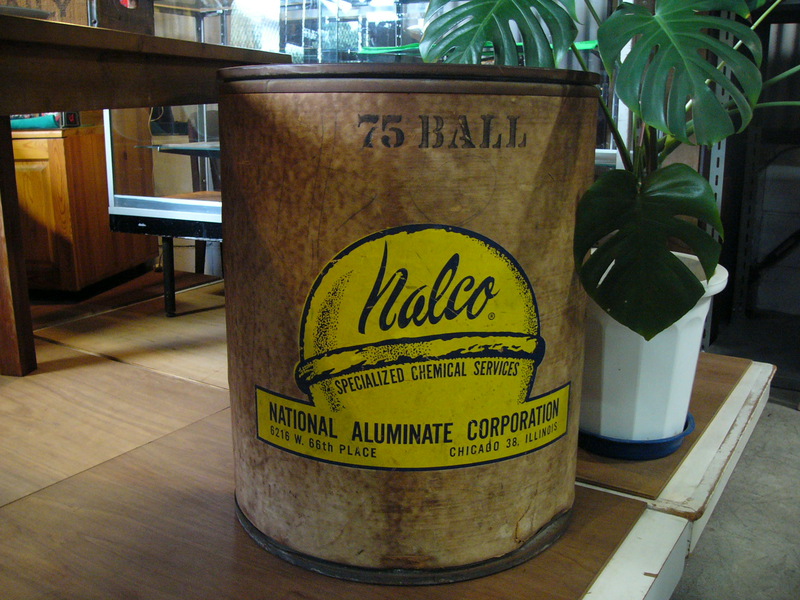 75 BALL
Nalco®
SPECIALIZED CHEMICAL SERVICES
NATIONAL ALUMINATE CORPORATION
6216 W. 66th PLACE CHICAGO 38, ILLINOIS